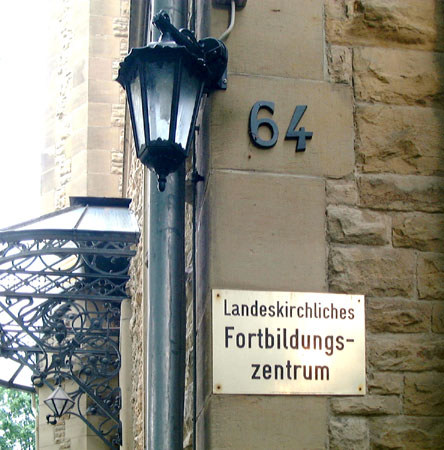 64
Landeskirchliches
Fortbildungs-
zentrum